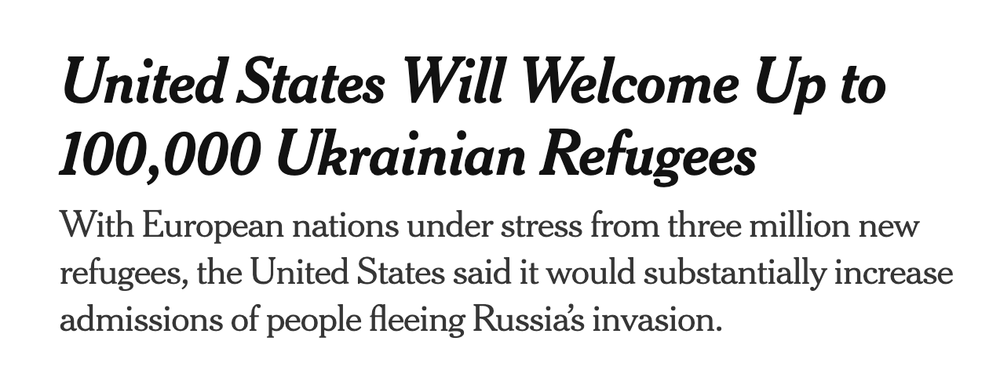 United States Will Welcome Up to
100,000 Ukrainian Refugees
With European nations under stress from three million new
refugees, the United States said it would substantially increase
admissions of people fleeing Russia’s invasion.